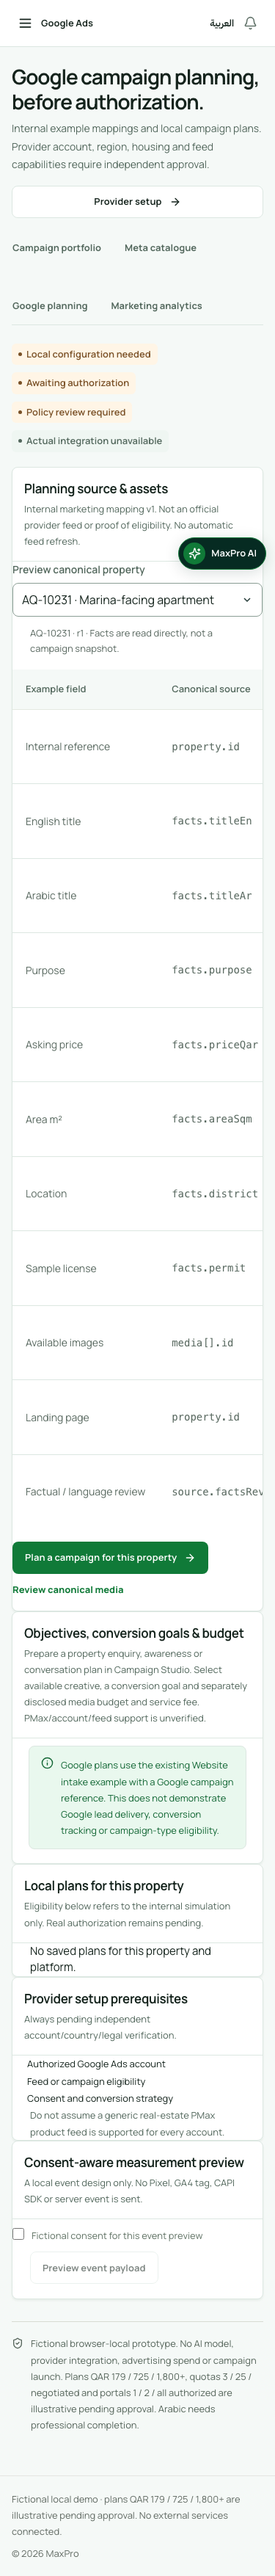 Google Ads
العربية
Google campaign planning,
before authorization.
Internal example mappings and local campaign plans.
Provider account, region, housing and feed
capabilities require independent approval.
Provider setup →
Campaign portfolio
Meta catalogue
Google planning
Marketing analytics
Local configuration needed
Awaiting authorization
Policy review required
Actual integration unavailable
Planning source & assets
Internal marketing mapping v1. Not an official
provider feed or proof of eligibility. No automatic
feed refresh.
MaxPro AI
Preview canonical property
AQ-10231 · Marina-facing apartment
AQ-10231 · r1 · Facts are read directly, not a
campaign snapshot.
Example field Canonical source
Internal reference property.id
English title facts.titleEn
Arabic title facts.titleAr
Purpose facts.purpose
Asking price facts.priceQar
Area m² facts.areaSqm
Location facts.district
Sample license facts.permit
Available images media[].id
Landing page property.id
Factual / language review source.factsRev
Plan a campaign for this property →
Review canonical media
Objectives, conversion goals & budget
Prepare a property enquiry, awareness or
conversation plan in Campaign Studio. Select
available creative, a conversion goal and separately
disclosed media budget and service fee.
PMax/account/feed support is unverified.
Google plans use the existing Website
intake example with a Google campaign
reference. This does not demonstrate
Google lead delivery, conversion
tracking or campaign-type eligibility.
Local plans for this property
Eligibility below refers to the internal simulation
only. Real authorization remains pending.
No saved plans for this property and
platform.
Provider setup prerequisites
Always pending independent
account/country/legal verification.
Authorized Google Ads account
Feed or campaign eligibility
Consent and conversion strategy
Do not assume a generic real-estate PMax
product feed is supported for every account.
Consent-aware measurement preview
A local event design only. No Pixel, GA4 tag, CAPI
SDK or server event is sent.
Fictional consent for this event preview
Preview event payload
Fictional browser-local prototype. No AI model,
provider integration, advertising spend or campaign
launch. Plans QAR 179 / 725 / 1,800+, quotas 3 / 25 /
negotiated and portals 1 / 2 / all authorized are
illustrative pending approval. Arabic needs
professional completion.
Fictional local demo · plans QAR 179 / 725 / 1,800+ are
illustrative pending approval. No external services
connected.
© 2026 MaxPro